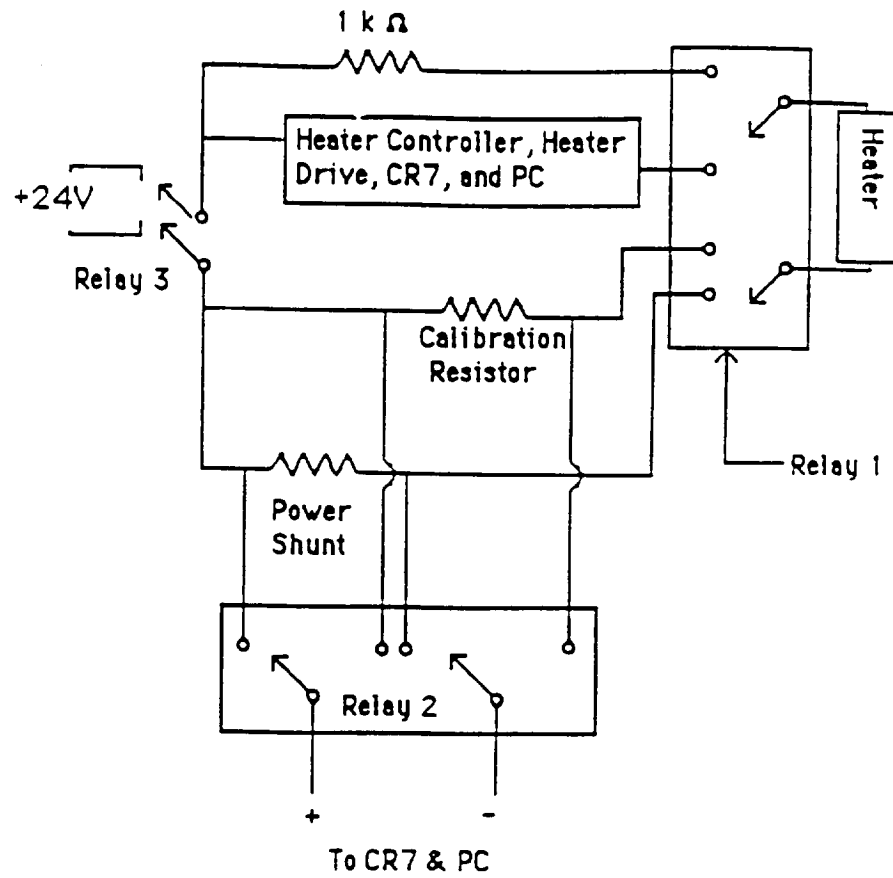 1 k Ω
Heater Controller, Heater
Drive, CR7, and PC
Heater
+24V
Relay 3
Calibration
Resistor
Relay 1
Power
Shunt
Relay 2
+
-
To CR7 & PC